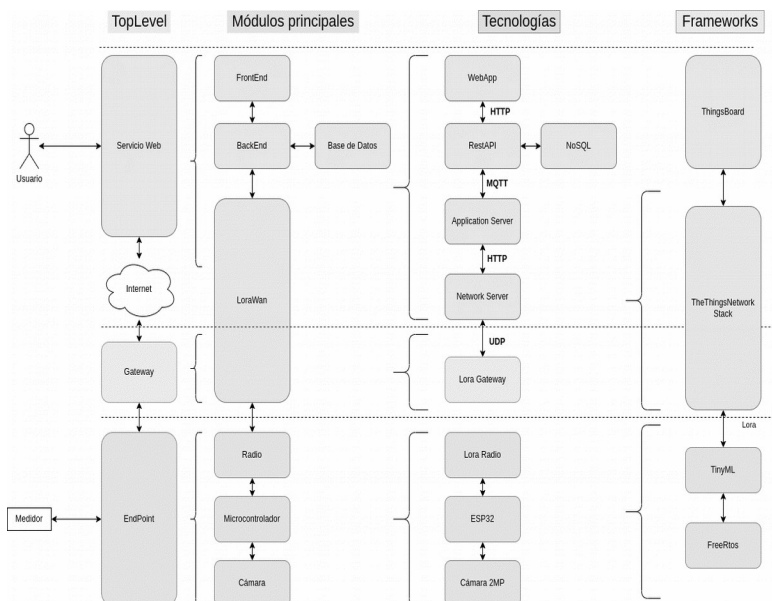 TopLevel
Módulos principales
Tecnologías
Frameworks
FrontEnd
WebApp
HTTP
ThingsBoard
Usuario
Servicio Web
BackEnd
Base de Datos
RestAPI
NoSQL
MQTT
Application Server
HTTP
Internet
LoraWan
Network Server
TheThingsNetwork
Stack
UDP
Gateway
Lora Gateway
Lora
Radio
Lora Radio
TinyML
Medidor
EndPoint
Microcontrolador
ESP32
FreeRtos
Cámara
Cámara 2MP